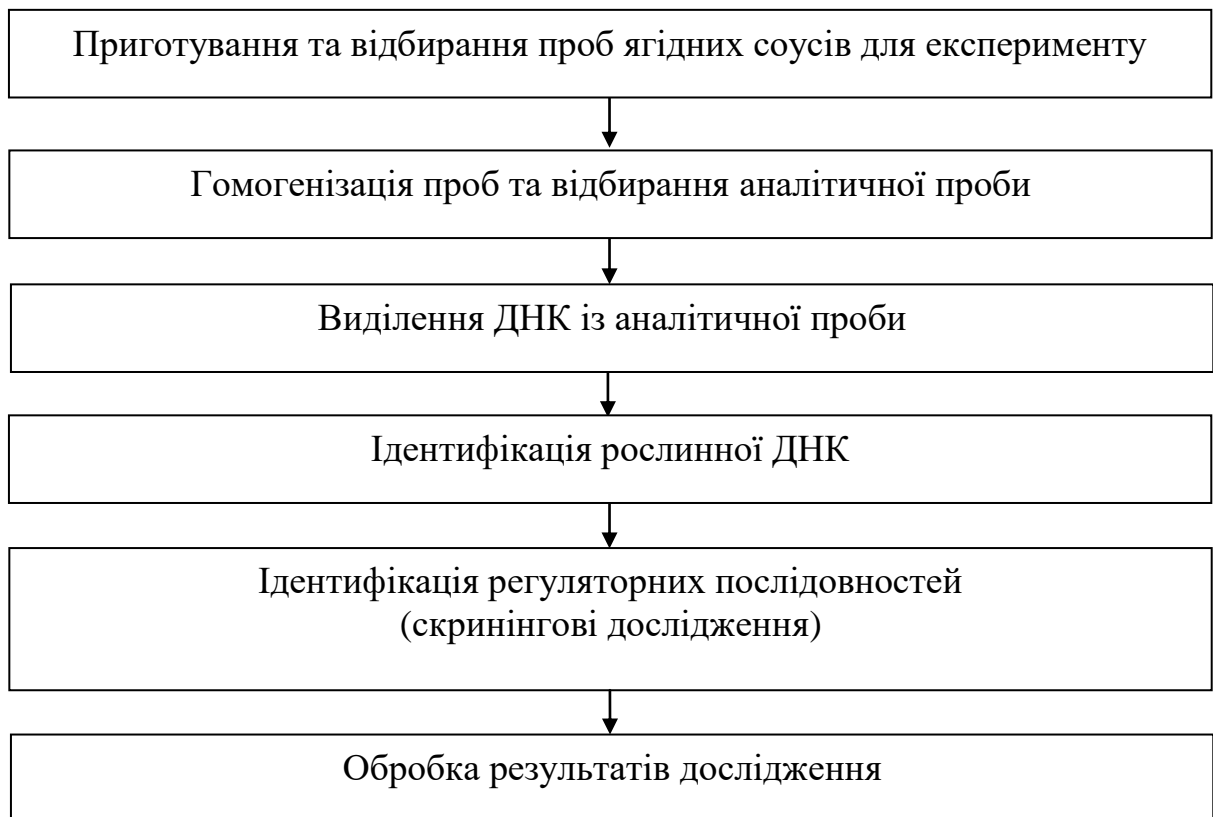 Приготування та відбирання проб ягідних соусів для експерименту
Гомогенізація проб та відбирання аналітичної проби
Виділення ДНК із аналітичної проби
Ідентифікація рослинної ДНК
Ідентифікація регуляторних послідовностей
(скринінгові дослідження)
Обробка результатів дослідження